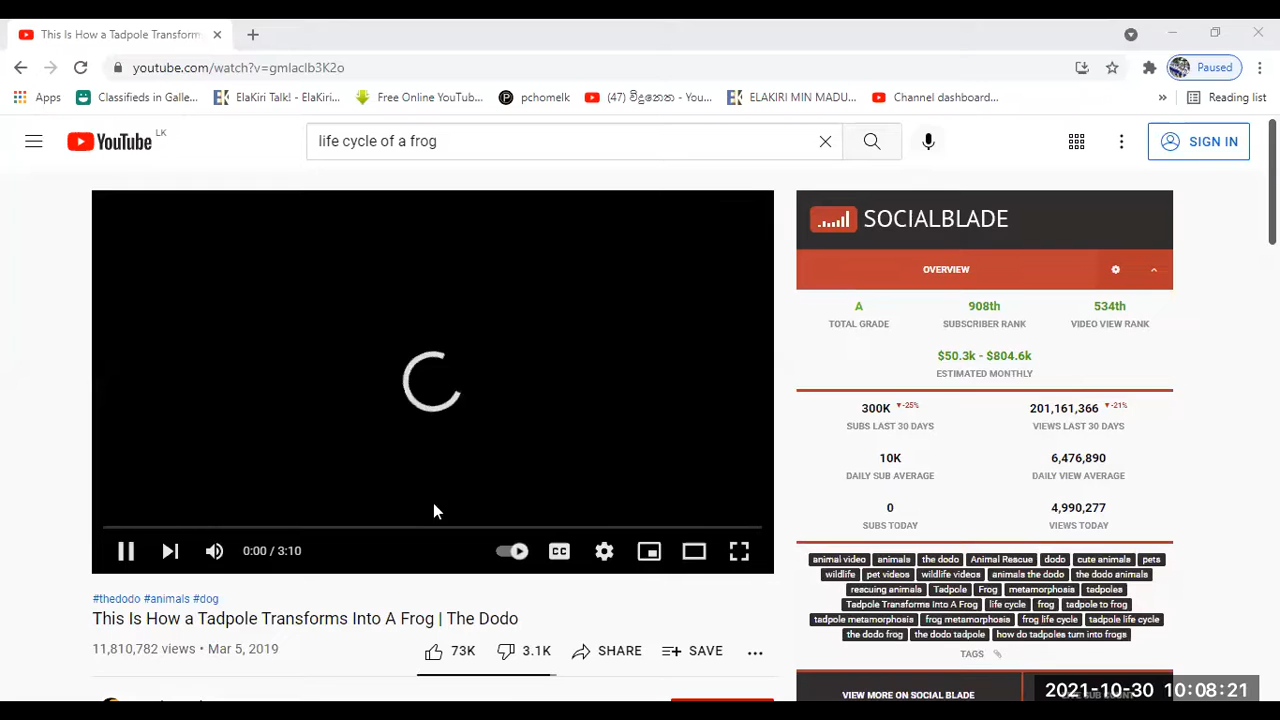 This Is How a Tadpole Transform
youtube.com/watch?v=gmlaclb3K2o
Paused
Apps
Classifieds in Galle...
ElaKiri Talk! - ElaKiri...
Free Online YouTub...
pchomelk
(47) විදුනෙත - You...
ELAKIRI MIN MADU...
Channel dashboard...
»
Reading list
YouTube LK
life cycle of a frog
SIGN IN
SOCIALBLADE
OVERVIEW
A 908th 534th
TOTAL GRADE SUBSCRIBER RANK VIDEO VIEW RANK
$50.3k - $804.6k
ESTIMATED MONTHLY
300K ▼-25% 201,161,366 ▼-21%
SUBS LAST 30 DAYS VIEWS LAST 30 DAYS
10K 6,476,890
DAILY SUB AVERAGE DAILY VIEW AVERAGE
0 4,990,277
SUBS TODAY VIEWS TODAY
animal video animals the dodo Animal Rescue dodo cute animals pets
wildlife pet videos wildlife videos animals the dodo the dodo animals
rescuing animals Tadpole Frog metamorphosis tadpoles
Tadpole Transforms Into A Frog life cycle frog tadpole to frog
tadpole metamorphosis frog metamorphosis frog life cycle tadpole life cycle
the dodo frog the dodo tadpole how do tadpoles turn into frogs
TAGS
VIEW MORE ON SOCIAL BLADE
0:00 / 3:10
CC
#thedodo #animals #dog
This Is How a Tadpole Transforms Into A Frog | The Dodo
11,810,782 views • Mar 5, 2019
73K 3.1K SHARE SAVE ...
2021-10-30 10:08:21